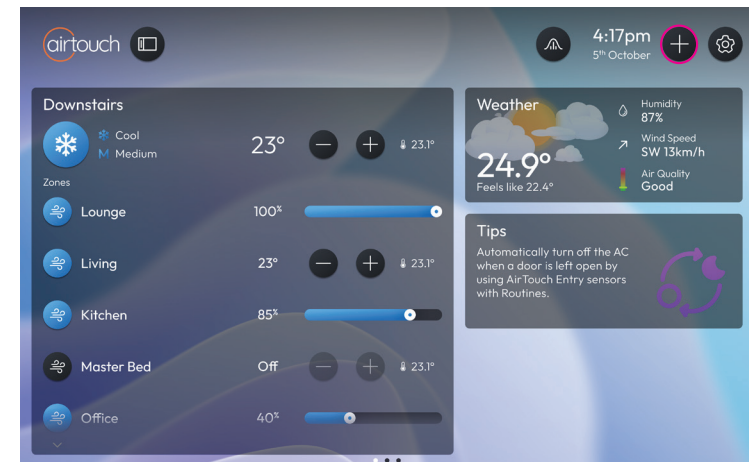 airtouch
4:17pm
5th October
Downstairs
Cool
M Medium
23°
23.1°
Zones
Lounge
100%
Living
23°
23.1°
Kitchen
85%
Master Bed
Off
23.1°
Office
40%
Weather
24.9°
Feels like 22.4°
Humidity
87%
Wind Speed
SW 13km/h
Air Quality
Good
Tips
Automatically turn off the AC
when a door is left open by
using AirTouch Entry sensors
with Routines.